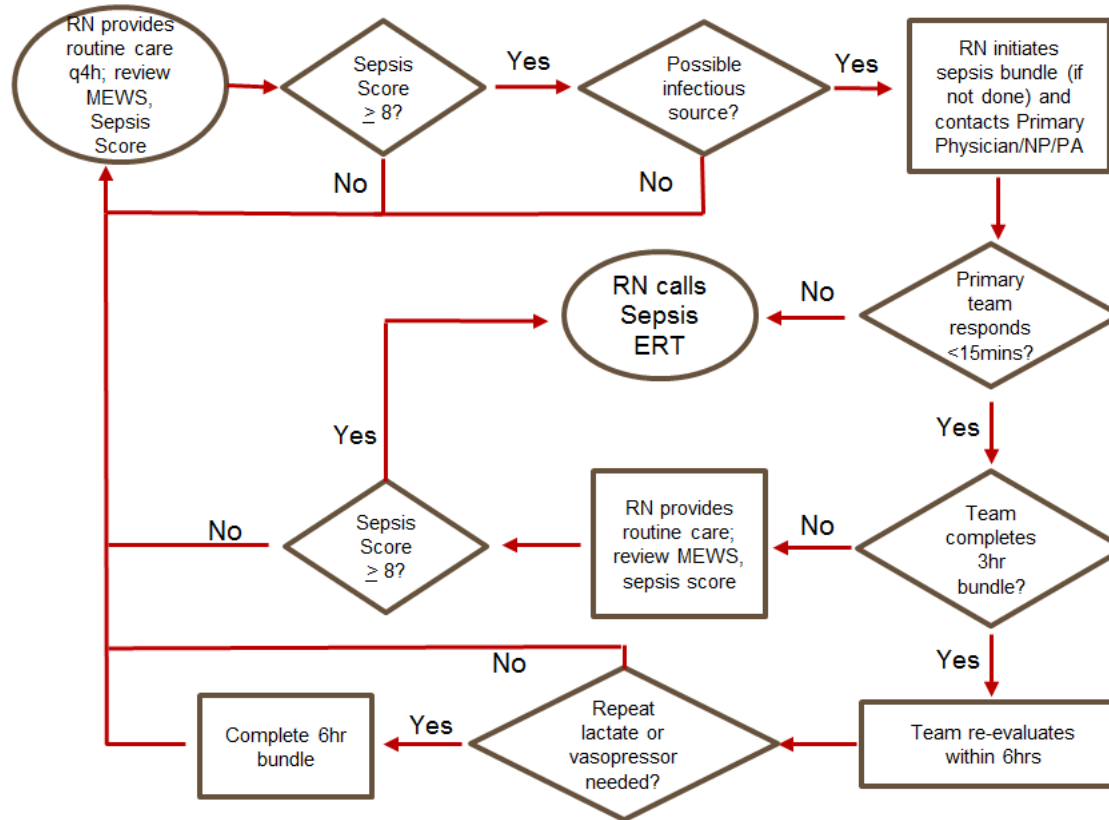 RN provides
routine care
q4h; review
MEWS,
Sepsis
Score
Sepsis
Score
≥ 8?
Yes
Possible
infectious
source?
Yes
RN initiates
sepsis bundle (if
not done) and
contacts Primary
Physician/NP/PA
No
No
RN calls
Sepsis
ERT
No
Primary
team
responds
<15mins?
Yes
Yes
No
Sepsis
Score
≥ 8?
RN provides
routine care;
review MEWS,
sepsis score
No
Team
completes
3hr
bundle?
Yes
No
Complete 6hr
bundle
Yes
Repeat
lactate or
vasopressor
needed?
Team re-evaluates
within 6hrs